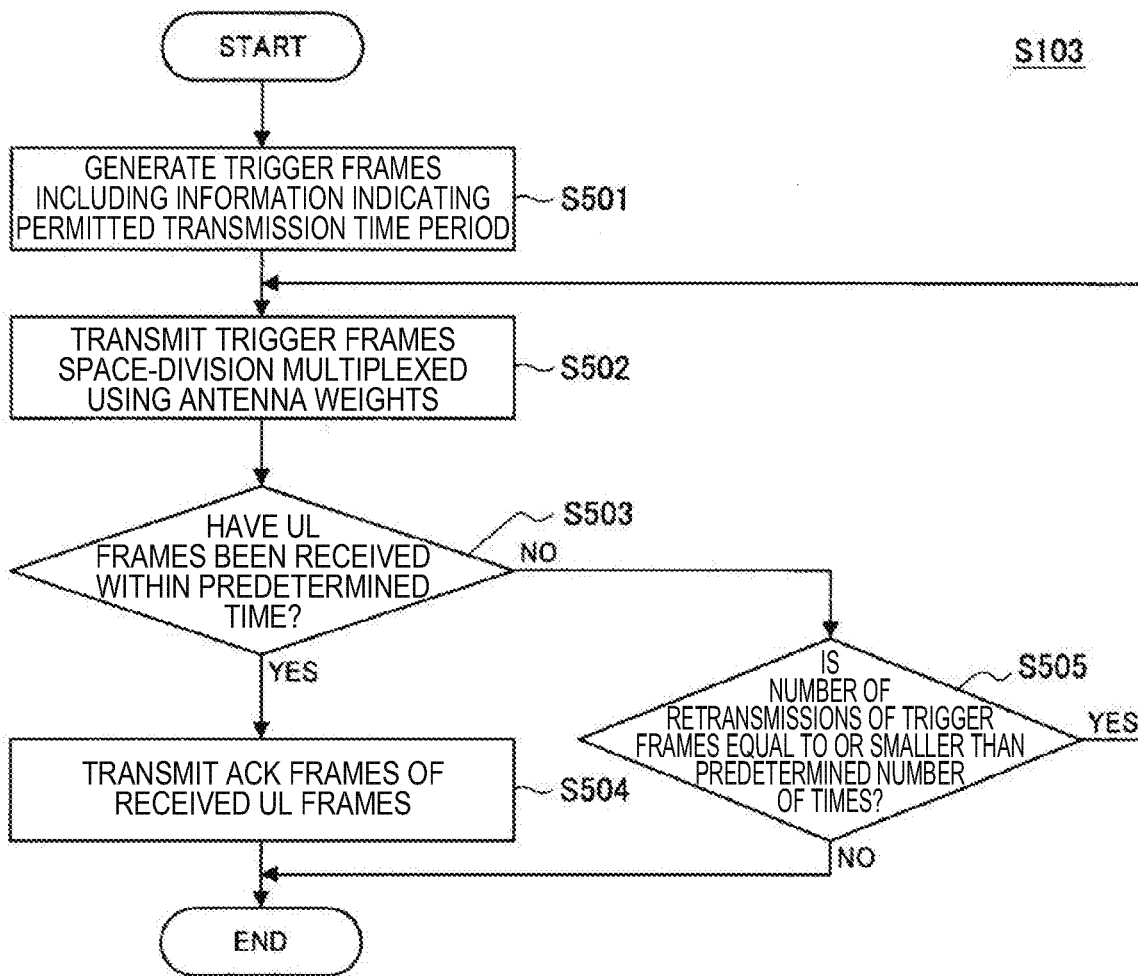 START
S103
GENERATE TRIGGER FRAMES
INCLUDING INFORMATION INDICATING
PERMITTED TRANSMISSION TIME PERIOD
S501
TRANSMIT TRIGGER FRAMES
SPACE-DIVISION MULTIPLEXED
USING ANTENNA WEIGHTS
S502
HAVE UL
FRAMES BEEN RECEIVED
WITHIN PREDETERMINED
TIME?
S503
NO
YES
IS
NUMBER OF
RETRANSMISSIONS OF TRIGGER
FRAMES EQUAL TO OR SMALLER THAN
PREDETERMINED NUMBER
OF TIMES?
S505
YES
NO
TRANSMIT ACK FRAMES OF
RECEIVED UL FRAMES
S504
END